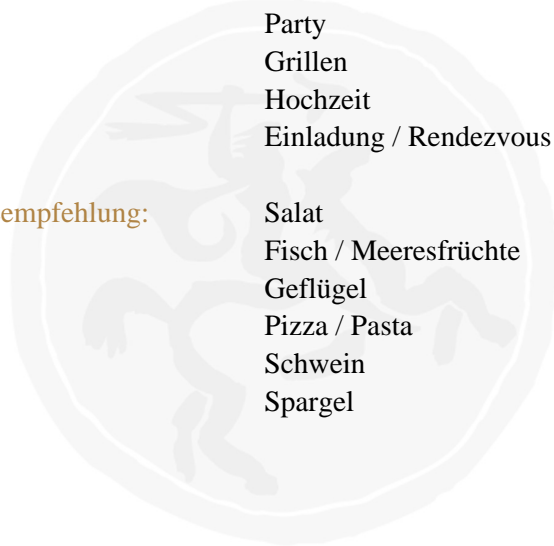 Party
Grillen
Hochzeit
Einladung / Rendezvous
empfehlung: Salat
Fisch / Meeresfrüchte
Geflügel
Pizza / Pasta
Schwein
Spargel